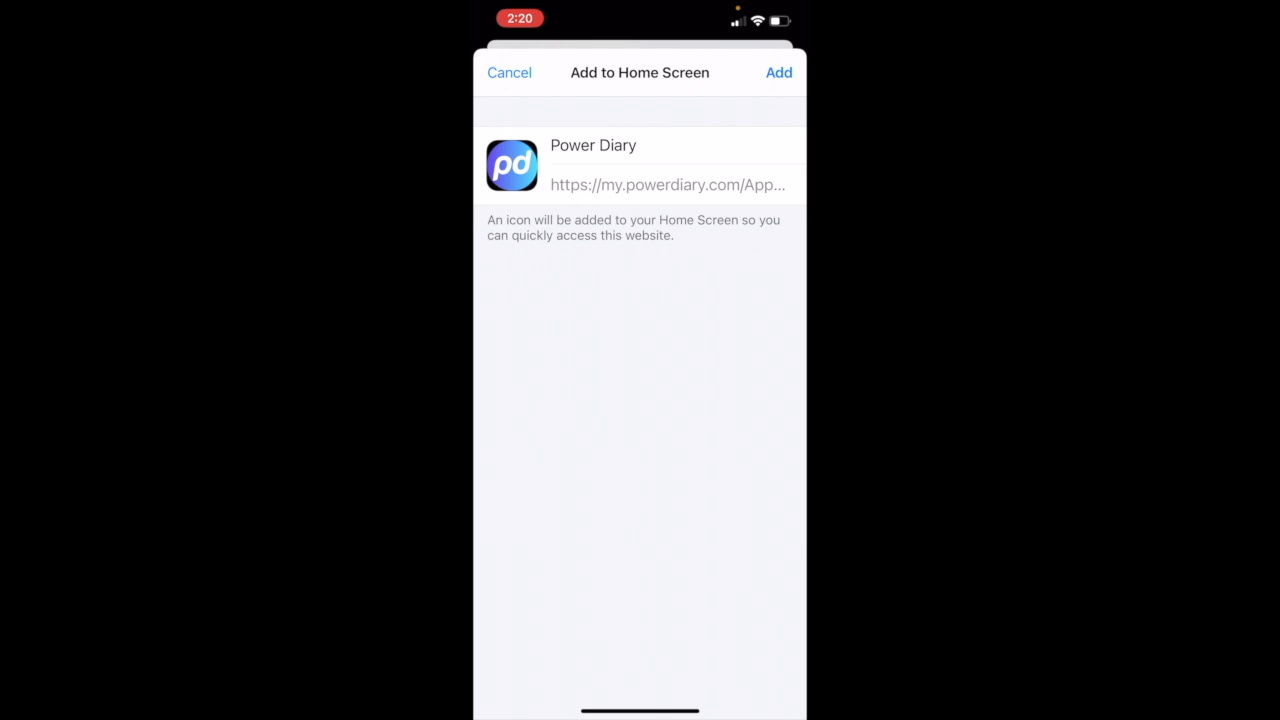 2:20
Cancel Add to Home Screen Add
pd Power Diary
https://my.powerdiary.com/App...
An icon will be added to your Home Screen so you
can quickly access this website.